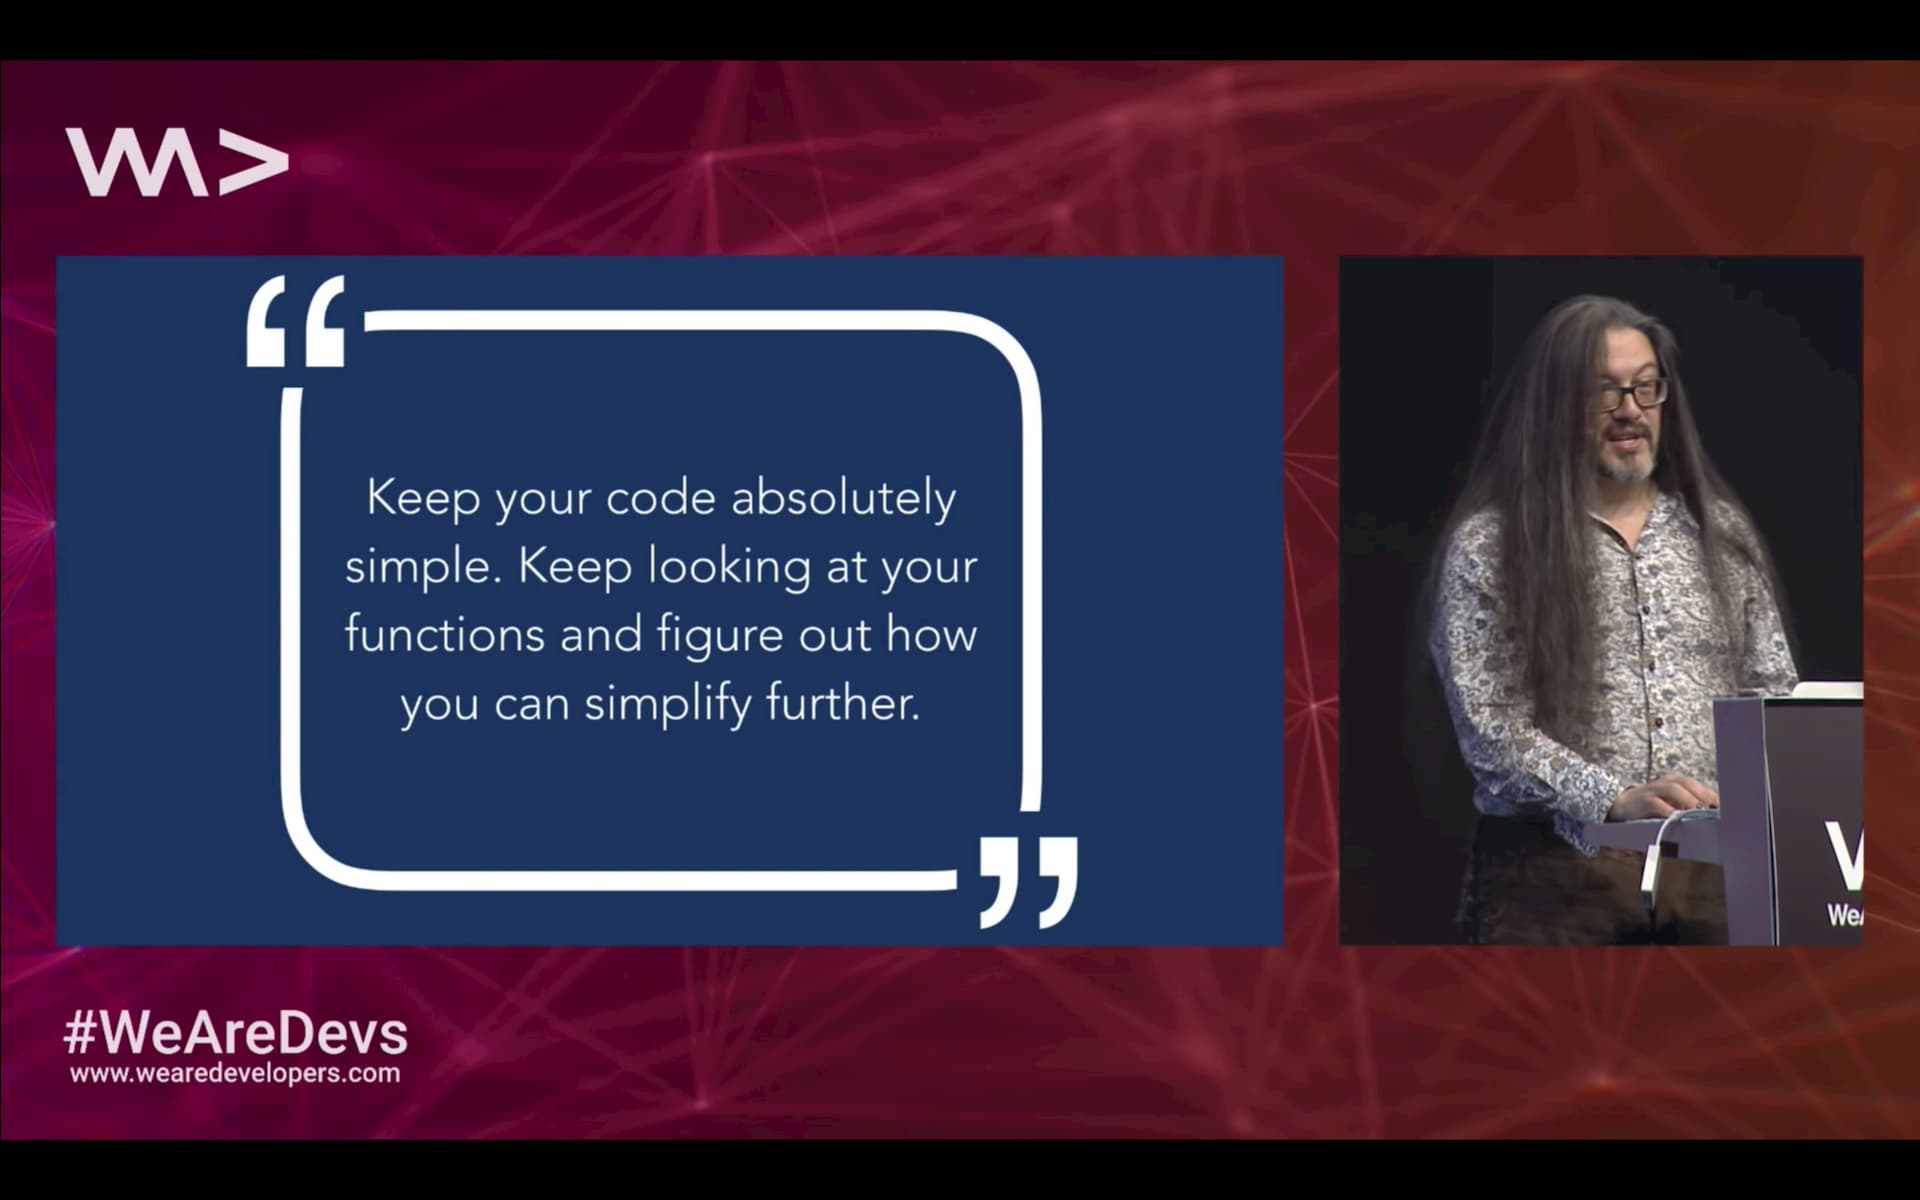 WA>
Keep your code absolutely
simple. Keep looking at your
functions and figure out how
you can simplify further.
#WeAreDevs
www.wearedevelopers.com
We